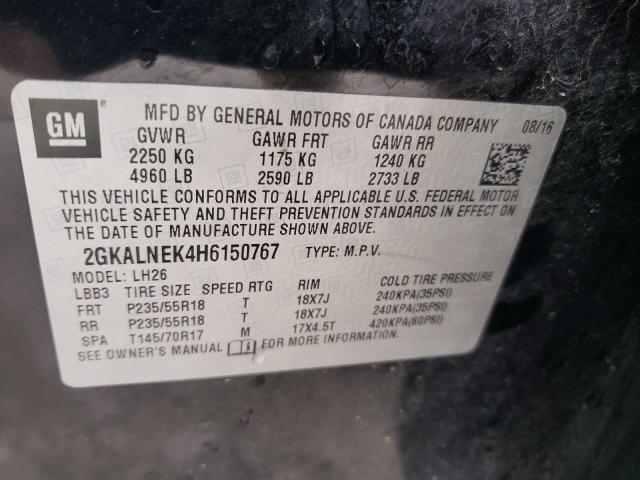 GM ®
MFD BY GENERAL MOTORS OF CANADA COMPANY 08/16
GVWR GAWR FRT GAWR RR
2250 KG 1175 KG 1240 KG
4960 LB 2590 LB 2733 LB
THIS VEHICLE CONFORMS TO ALL APPLICABLE U.S. FEDERAL MOTOR
VEHICLE SAFETY AND THEFT PREVENTION STANDARDS IN EFFECT ON
THE DATE OF MANUFACTURE SHOWN ABOVE.
2GKALNEK4H6150767 TYPE: M.P.V.
MODEL: LH26
LBB3 TIRE SIZE SPEED RTG RIM COLD TIRE PRESSURE
FRT P235/55R18 T 18X7J 240KPA(35PSI)
RR P235/55R18 T 18X7J 240KPA(35PSI)
SPA T145/70R17 M 17X4.5T 420KPA(60PSI)
SEE OWNER'S MANUAL FOR MORE INFORMATION